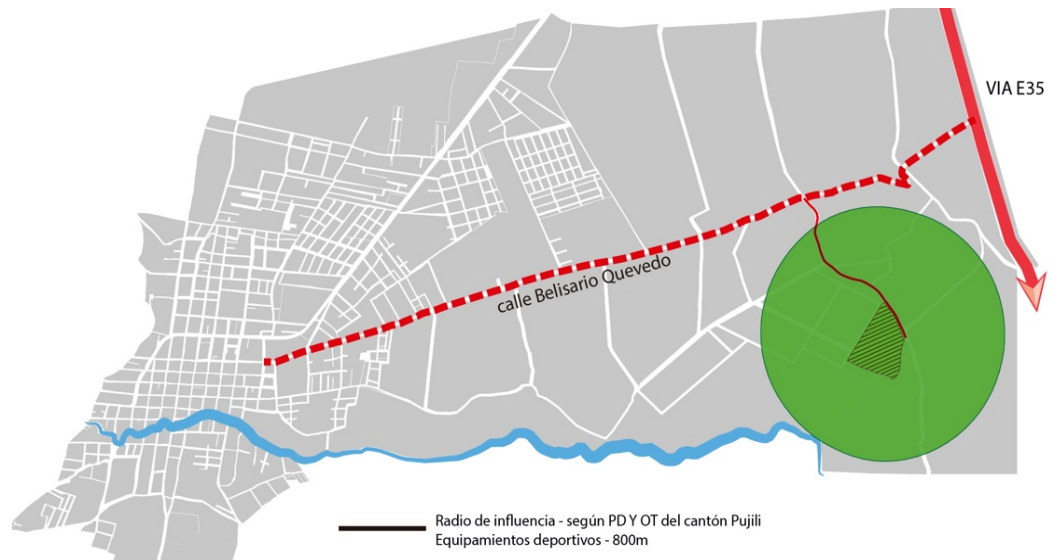 VIA E35
calle Belisario Quevedo
Radio de influencia - según PD Y OT del cantón Pujili
Equipamientos deportivos - 800m